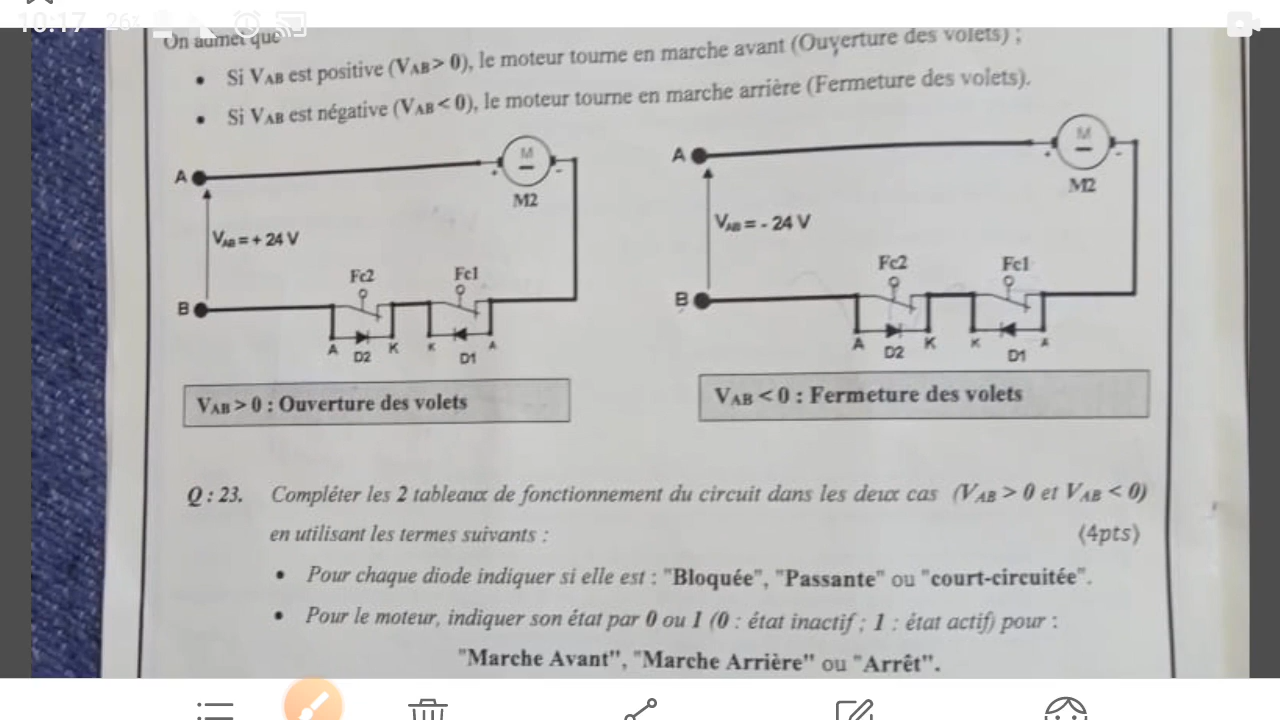 10:17 26%
On admet que
• Si VAB est positive (VAB > 0), le moteur tourne en marche avant (Ouverture des volets) ;
• Si VAB est négative (VAB < 0), le moteur tourne en marche arrière (Fermeture des volets).
A M + - M2
VAB = + 24 V
Fc2 Fc1
B
A D2 K K D1 A
VAB > 0 : Ouverture des volets
A M + - M2
VAB = - 24 V
Fc2 Fc1
B
A D2 K K D1 A
VAB < 0 : Fermeture des volets
Q : 23. Compléter les 2 tableaux de fonctionnement du circuit dans les deux cas (VAB > 0 et VAB < 0)
en utilisant les termes suivants : (4pts)
• Pour chaque diode indiquer si elle est : "Bloquée", "Passante" ou "court-circuitée".
• Pour le moteur, indiquer son état par 0 ou 1 (0 : état inactif ; 1 : état actif) pour :
"Marche Avant", "Marche Arrière" ou "Arrêt".